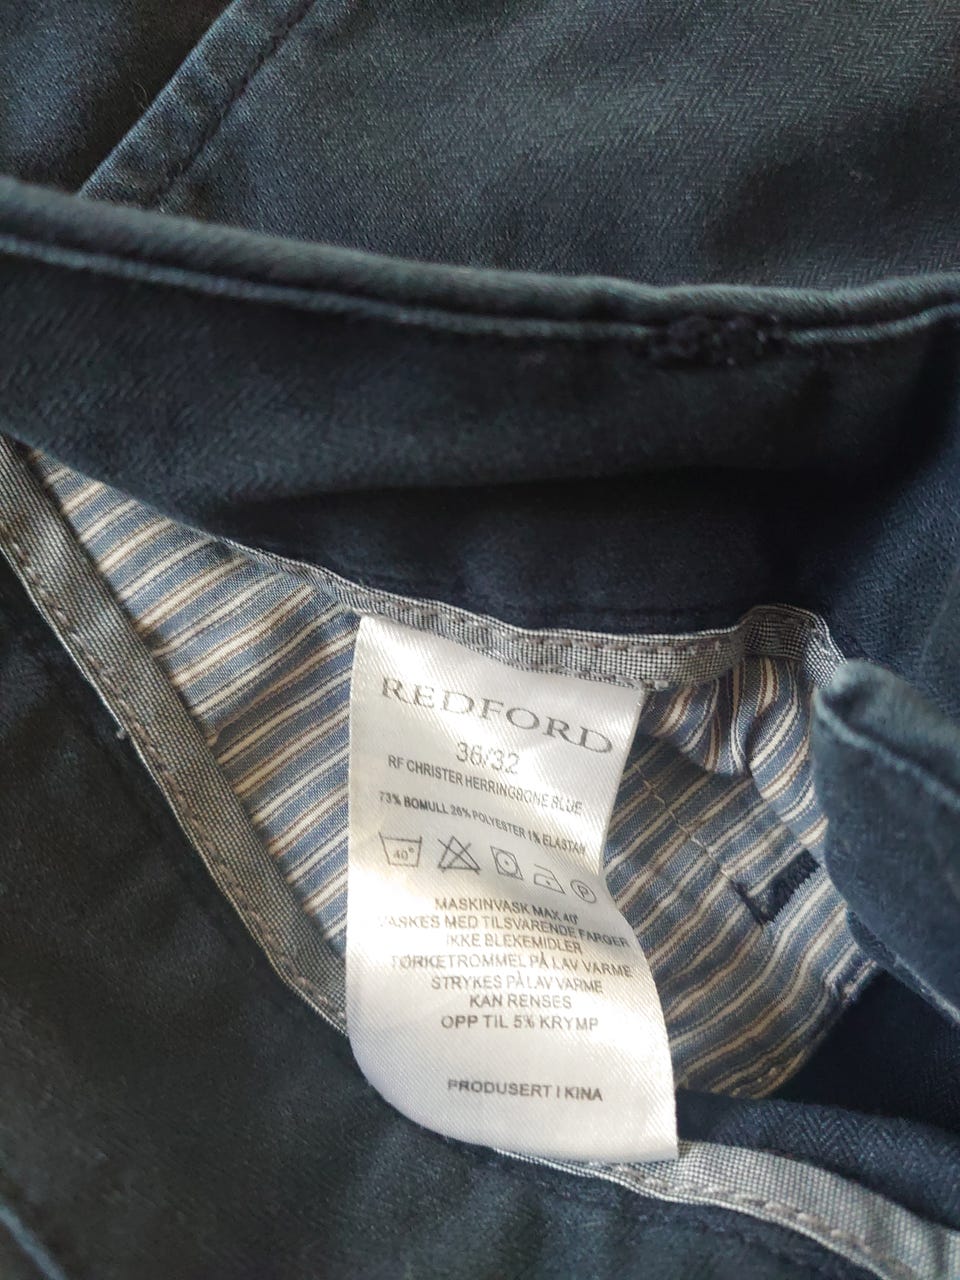 REDFORD
36/32
RF CHRISTER HERRINGBONE BLUE
73% BOMULL 26% POLYESTER 1% ELASTAN
40° P
MASKINVASK MAX 40°
VASKES MED TILSVARENDE FARGER
IKKE BLEKEMIDLER
TØRKETROMMEL PÅ LAV VARME
STRYKES PÅ LAV VARME
KAN RENSES
OPP TIL 5% KRYMP
PRODUSERT I KINA